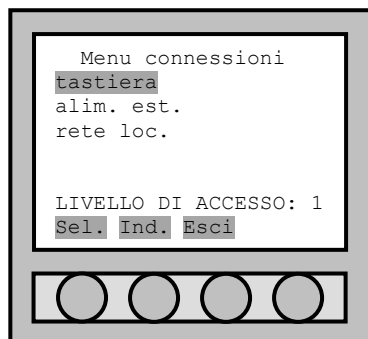 Menu connessioni
tastiera
alim. est.
rete loc.
LIVELLO DI ACCESSO: 1
Sel. Ind. Esci